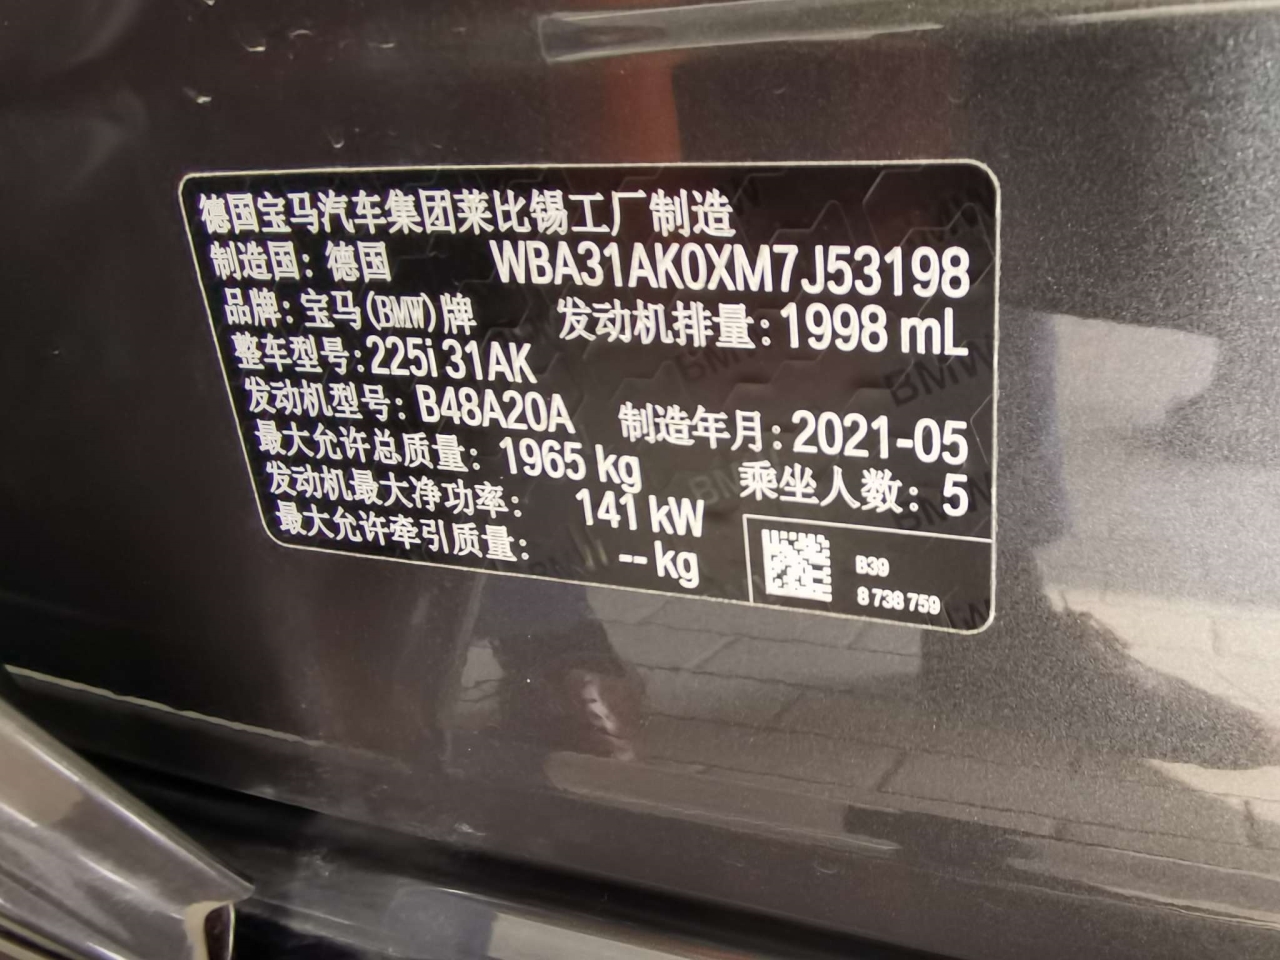 德国宝马汽车集团莱比锡工厂制造
制造国：德国 WBA31AK0XM7J53198
品牌：宝马(BMW)牌 发动机排量：1998 mL
整车型号：225i 31AK
发动机型号：B48A20A 制造年月：2021-05
最大允许总质量：1965 kg 乘坐人数：5
发动机最大净功率：141 kW
最大允许牵引质量：-- kg
B39
8 738 759